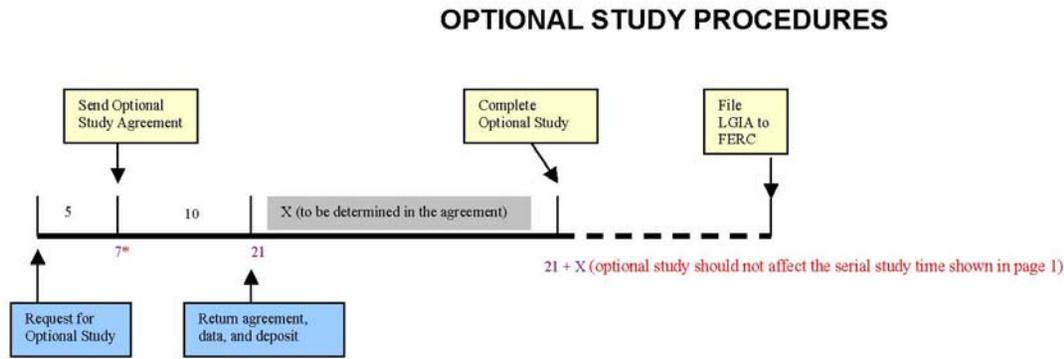 OPTIONAL STUDY PROCEDURES
Send Optional
Study Agreement
Complete
Optional Study
File
LGIA to
FERC
5
10
X (to be determined in the agreement)
7*
21
21 + X (optional study should not affect the serial study time shown in page 1)
Request for
Optional Study
Return agreement,
data, and deposit